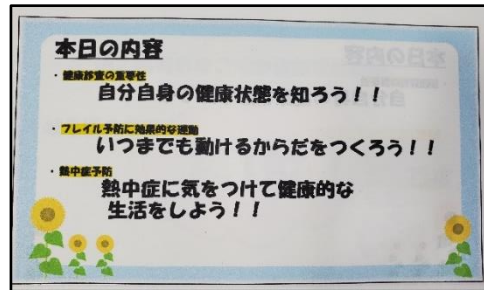 本日の内容
・健康診査の重要性
自分自身の健康状態を知ろう！！
・フレイル予防に効果的な運動
いつまでも動けるからだをつくろう！！
・熱中症予防
熱中症に気をつけて健康的な
生活をしよう！！